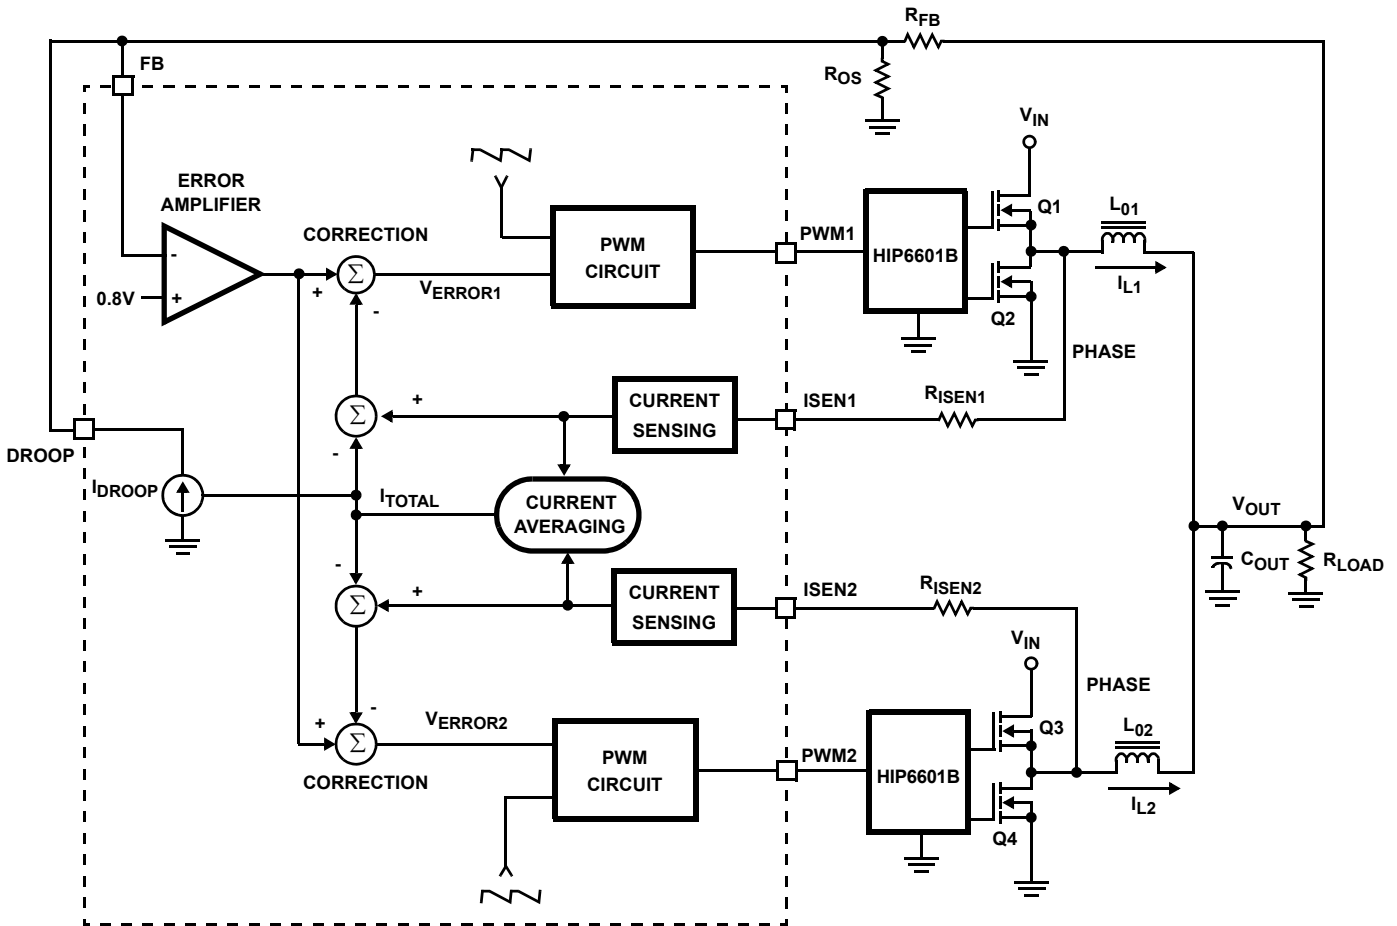 R_FB
FB
R_OS
V_IN
ERROR
AMPLIFIER
L_01
Q1
PWM1
CORRECTION
PWM
CIRCUIT
HIP6601B
Σ
-
+
0.8V
+
-
V_ERROR1
I_L1
Q2
PHASE
R_ISEN1
ISEN1
CURRENT
SENSING
+
Σ
-
DROOP
I_DROOP
I_TOTAL
CURRENT
AVERAGING
V_OUT
C_OUT
R_LOAD
-
+
Σ
CURRENT
SENSING
ISEN2
R_ISEN2
V_IN
PHASE
-
+
V_ERROR2
Σ
CORRECTION
PWM
CIRCUIT
PWM2
HIP6601B
Q3
L_02
I_L2
Q4